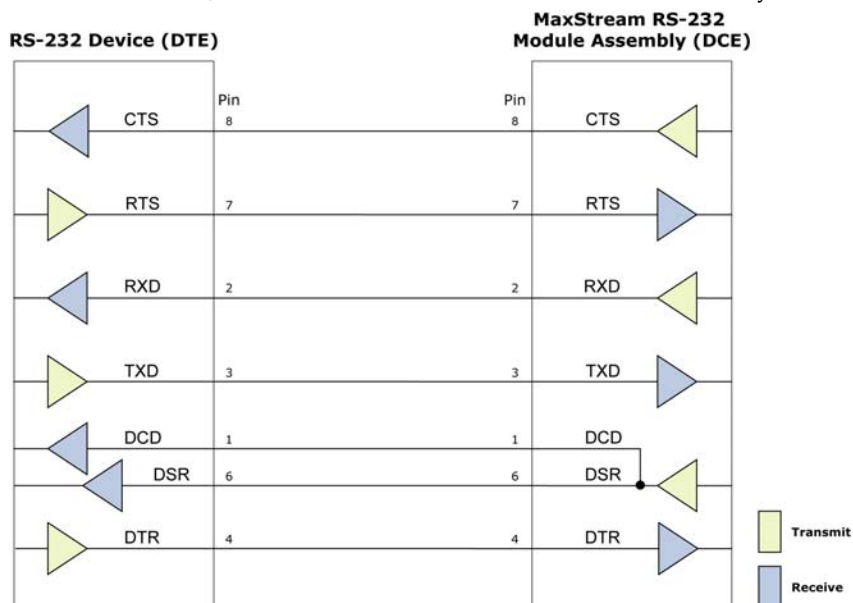 MaxStream RS-232
RS-232 Device (DTE) Module Assembly (DCE)
Pin Pin
CTS 8 8 CTS
RTS 7 7 RTS
RXD 2 2 RXD
TXD 3 3 TXD
DCD 1 1 DCD
DSR 6 6 DSR
DTR 4 4 DTR
Transmit
Receive